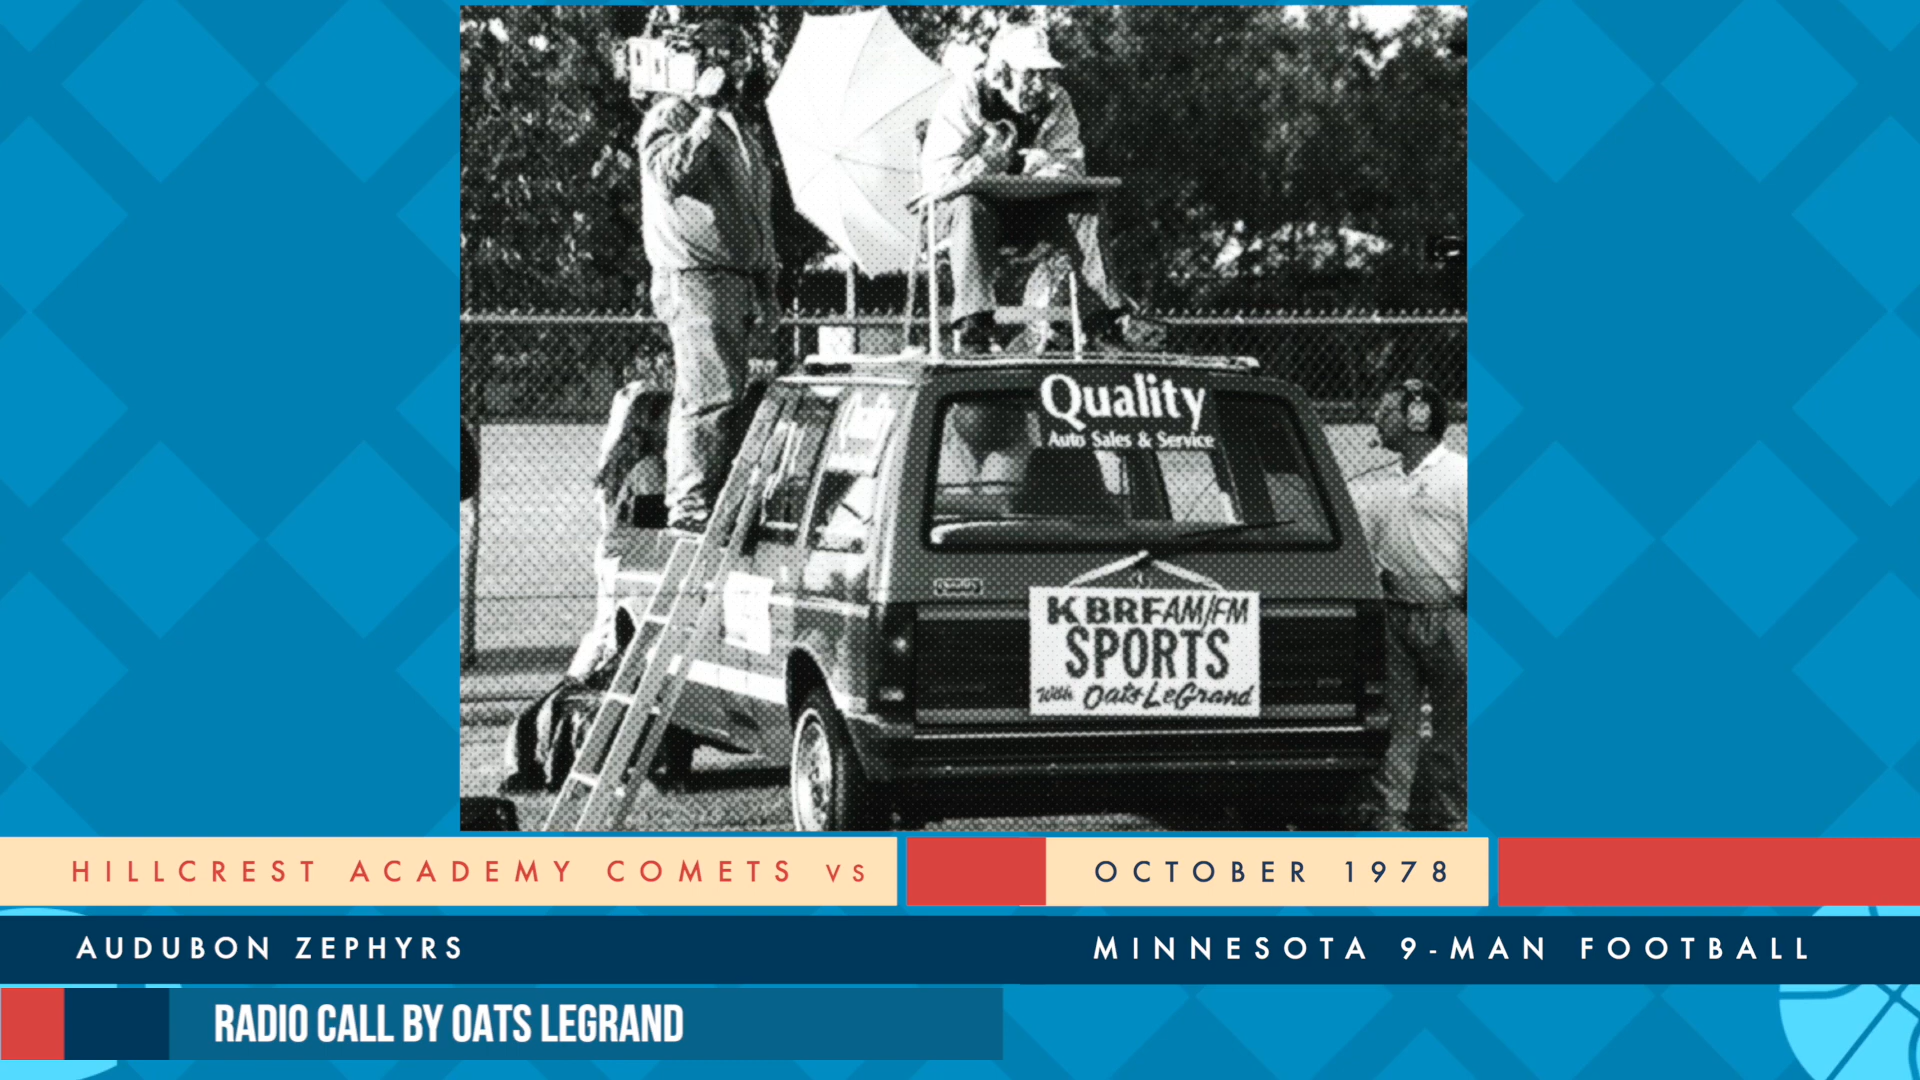 Quality
Auto Sales & Service
KBRF AM/FM
SPORTS
With Oats LeGrand
HILLCREST ACADEMY COMETS VS
OCTOBER 1978
AUDUBON ZEPHYRS
MINNESOTA 9-MAN FOOTBALL
RADIO CALL BY OATS LEGRAND